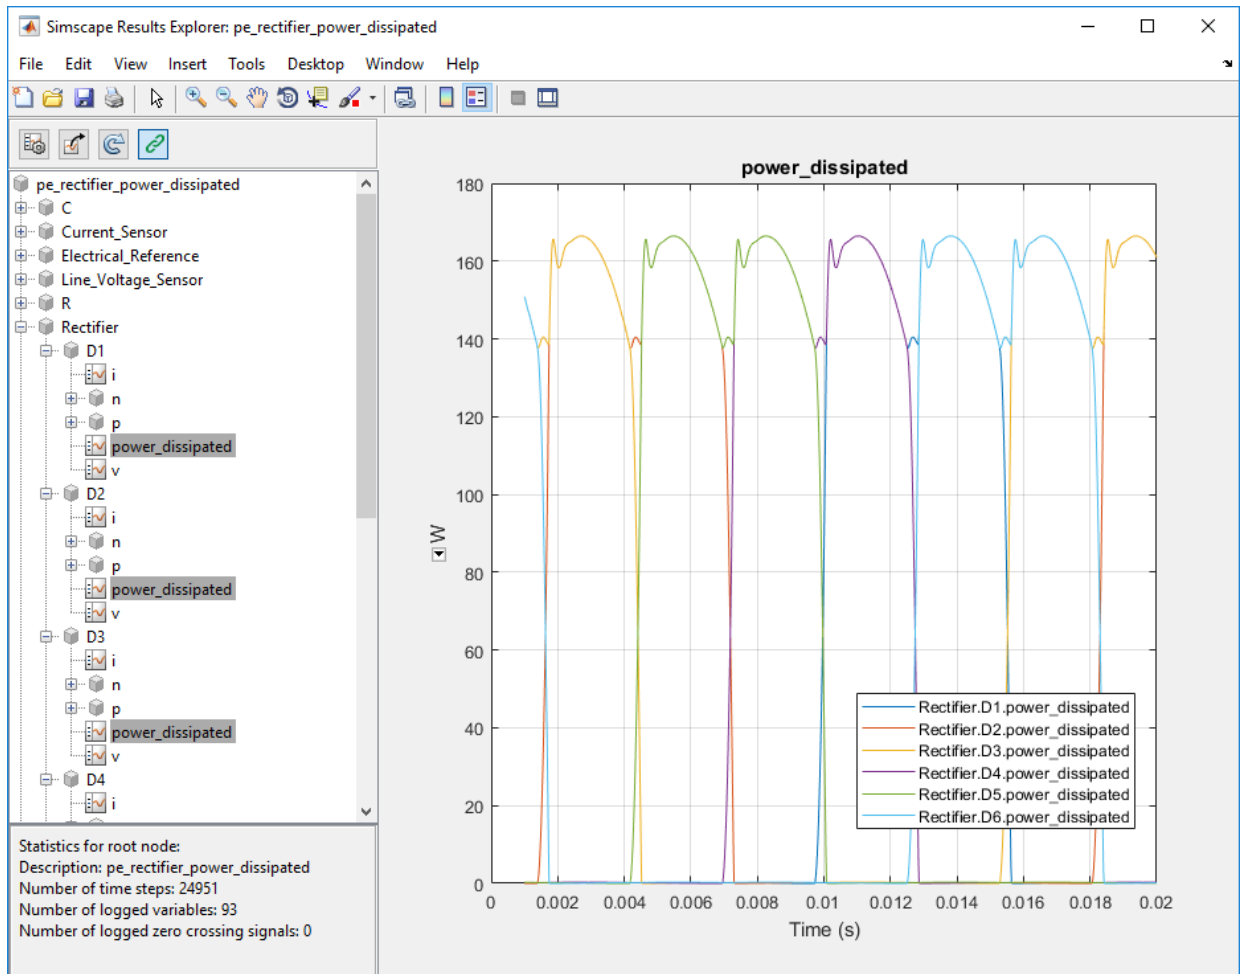 Simscape Results Explorer: pe_rectifier_power_dissipated
File Edit View Insert Tools Desktop Window Help
pe_rectifier_power_dissipated
C
Current_Sensor
Electrical_Reference
Line_Voltage_Sensor
R
Rectifier
D1
i
n
p
power_dissipated
v
D2
i
n
p
power_dissipated
v
D3
i
n
p
power_dissipated
v
D4
i
Statistics for root node:
Description: pe_rectifier_power_dissipated
Number of time steps: 24951
Number of logged variables: 93
Number of logged zero crossing signals: 0
power_dissipated
180
160
140
120
100
80
60
40
20
0
W
Rectifier.D1.power_dissipated
Rectifier.D2.power_dissipated
Rectifier.D3.power_dissipated
Rectifier.D4.power_dissipated
Rectifier.D5.power_dissipated
Rectifier.D6.power_dissipated
0 0.002 0.004 0.006 0.008 0.01 0.012 0.014 0.016 0.018 0.02
Time (s)